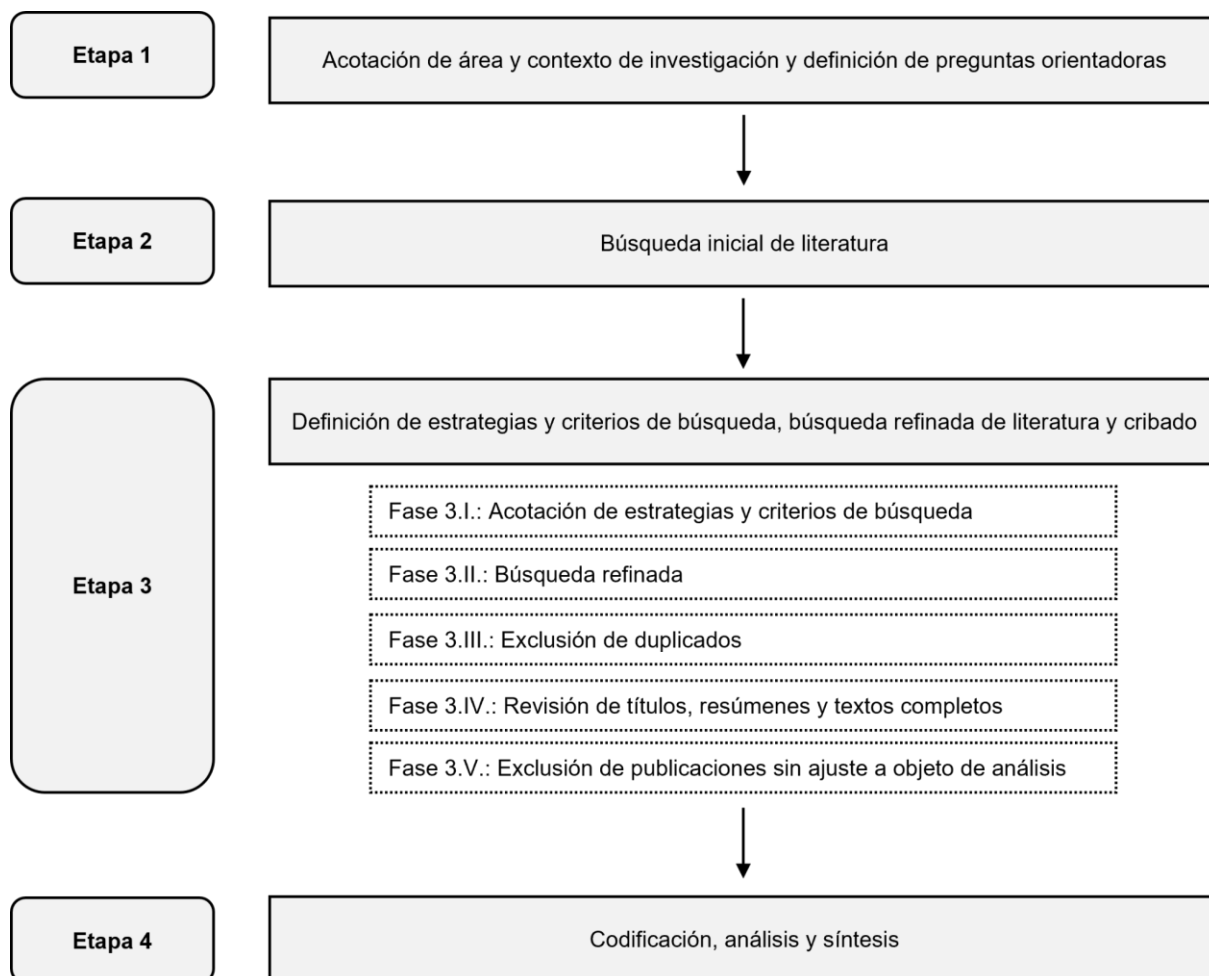 Etapa 1
Acotación de área y contexto de investigación y definición de preguntas orientadoras
Etapa 2
Búsqueda inicial de literatura
Etapa 3
Definición de estrategias y criterios de búsqueda, búsqueda refinada de literatura y cribado
Fase 3.I.: Acotación de estrategias y criterios de búsqueda
Fase 3.II.: Búsqueda refinada
Fase 3.III.: Exclusión de duplicados
Fase 3.IV.: Revisión de títulos, resúmenes y textos completos
Fase 3.V.: Exclusión de publicaciones sin ajuste a objeto de análisis
Etapa 4
Codificación, análisis y síntesis